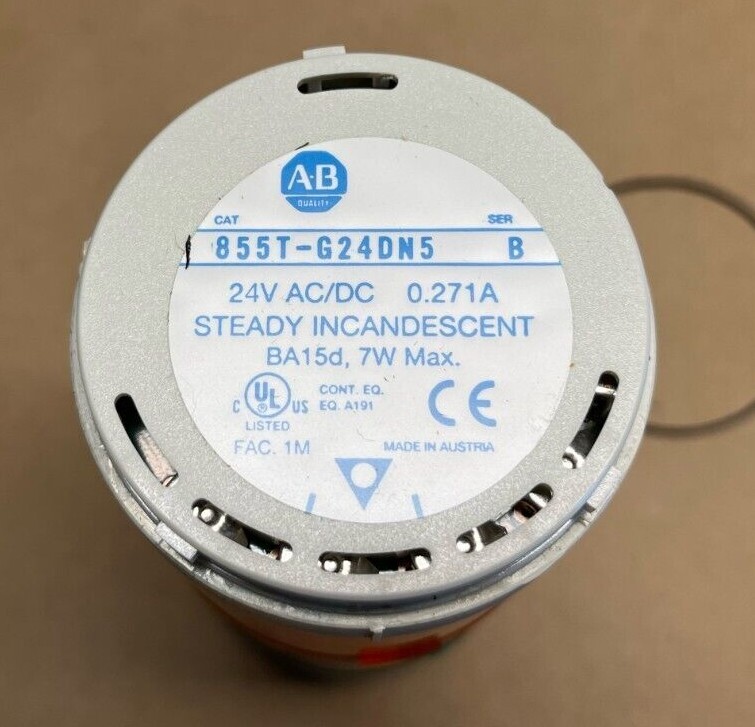 A·B
QUALITY
CAT SER
855T-G24DN5 B
24V AC/DC 0.271A
STEADY INCANDESCENT
BA15d, 7W Max.
C UL US CONT. EQ.
® EQ. A191
LISTED
CE
FAC. 1M MADE IN AUSTRIA